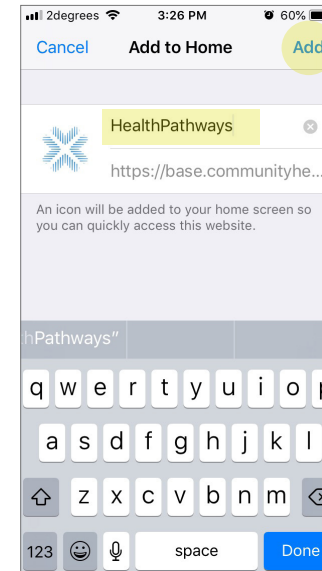 2degrees 3:26 PM 60%
Cancel Add to Home Add
HealthPathways
https://base.communityhe...
An icon will be added to your home screen so
you can quickly access this website.
hPathways”
q w e r t y u i o p
a s d f g h j k l
z x c v b n m
123 space Done